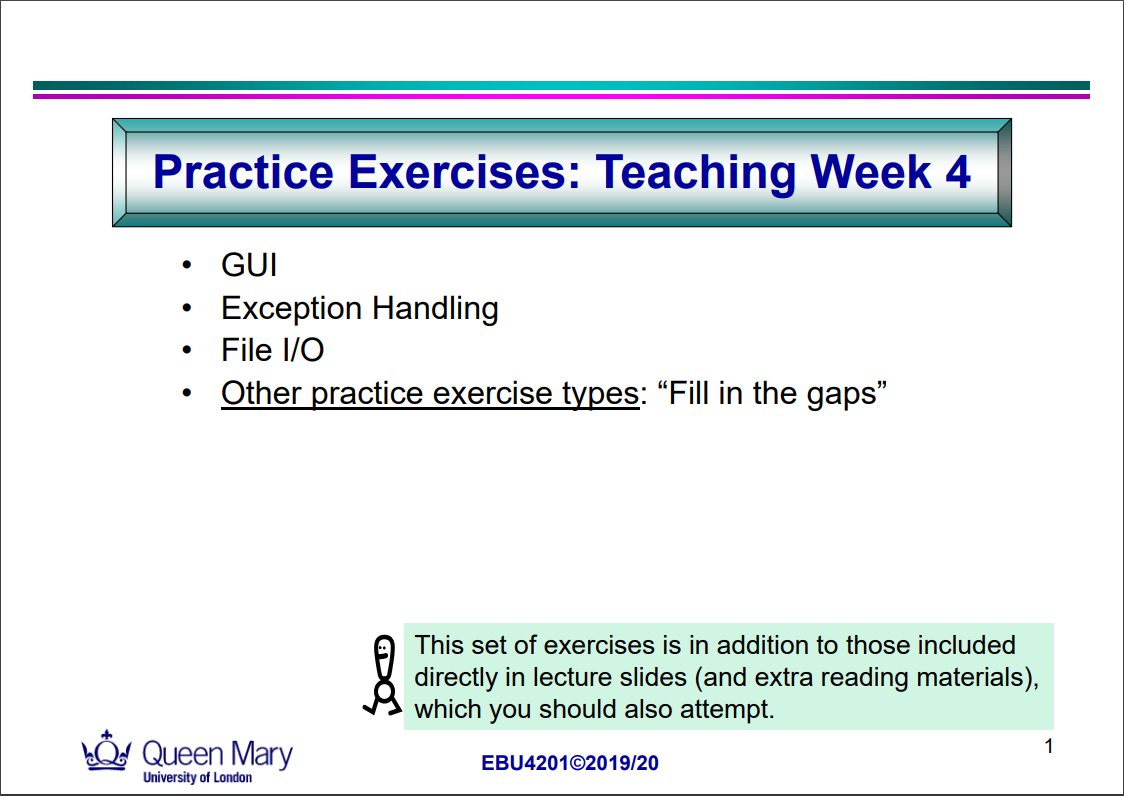 Practice Exercises: Teaching Week 4
• GUI
• Exception Handling
• File I/O
• Other practice exercise types: “Fill in the gaps”
This set of exercises is in addition to those included
directly in lecture slides (and extra reading materials),
which you should also attempt.
1
Queen Mary
University of London
EBU4201©2019/20